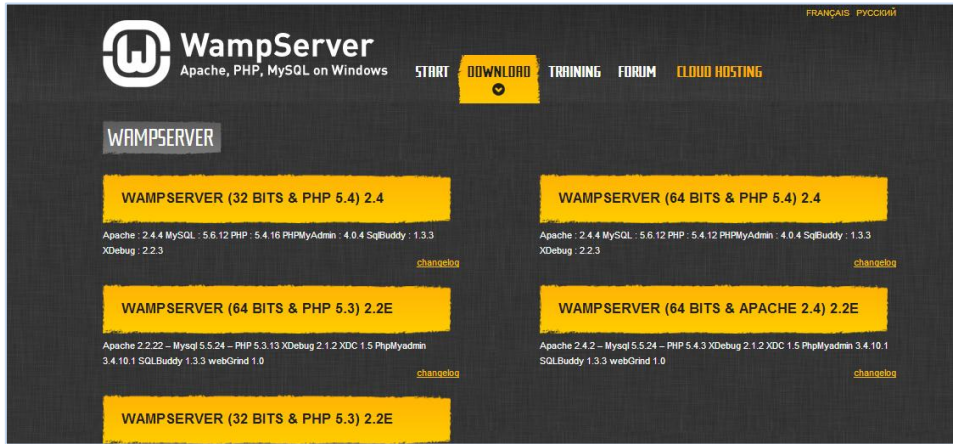 FRANÇAIS РУССКИЙ
WampServer
Apache, PHP, MySQL on Windows
START DOWNLOAD TRAINING FORUM CLOUD HOSTING
WAMPSERVER
WAMPSERVER (32 BITS & PHP 5.4) 2.4
Apache : 2.4.4 MySQL : 5.6.12 PHP : 5.4.16 PHPMyAdmin : 4.0.4 SqlBuddy : 1.3.3
XDebug : 2.2.3
changelog
WAMPSERVER (64 BITS & PHP 5.4) 2.4
Apache : 2.4.4 MySQL : 5.6.12 PHP : 5.4.12 PHPMyAdmin : 4.0.4 SqlBuddy : 1.3.3
XDebug : 2.2.3
changelog
WAMPSERVER (64 BITS & PHP 5.3) 2.2E
Apache 2.2.22 – Mysql 5.5.24 – PHP 5.3.13 XDebug 2.1.2 XDC 1.5 PhpMyadmin
3.4.10.1 SQLBuddy 1.3.3 webGrind 1.0
changelog
WAMPSERVER (64 BITS & APACHE 2.4) 2.2E
Apache 2.4.2 – Mysql 5.5.24 – PHP 5.4.3 XDebug 2.1.2 XDC 1.5 PhpMyadmin 3.4.10.1
SQLBuddy 1.3.3 webGrind 1.0
changelog
WAMPSERVER (32 BITS & PHP 5.3) 2.2E